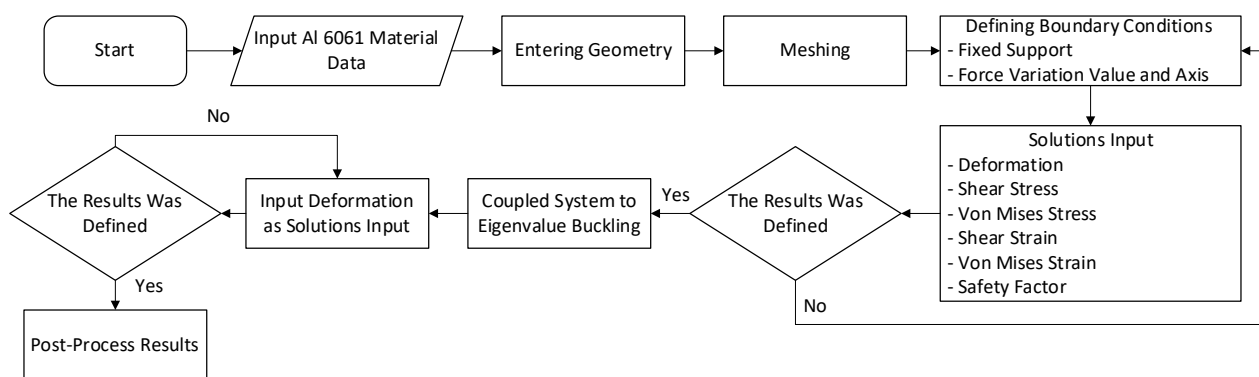 Start
Input Al 6061 Material
Data
Entering Geometry
Meshing
Defining Boundary Conditions
- Fixed Support
- Force Variation Value and Axis
Solutions Input
- Deformation
- Shear Stress
- Von Mises Stress
- Shear Strain
- Von Mises Strain
- Safety Factor
The Results Was
Defined
No
Yes
Coupled System to
Eigenvalue Buckling
Input Deformation
as Solutions Input
The Results Was
Defined
No
Yes
Post-Process Results